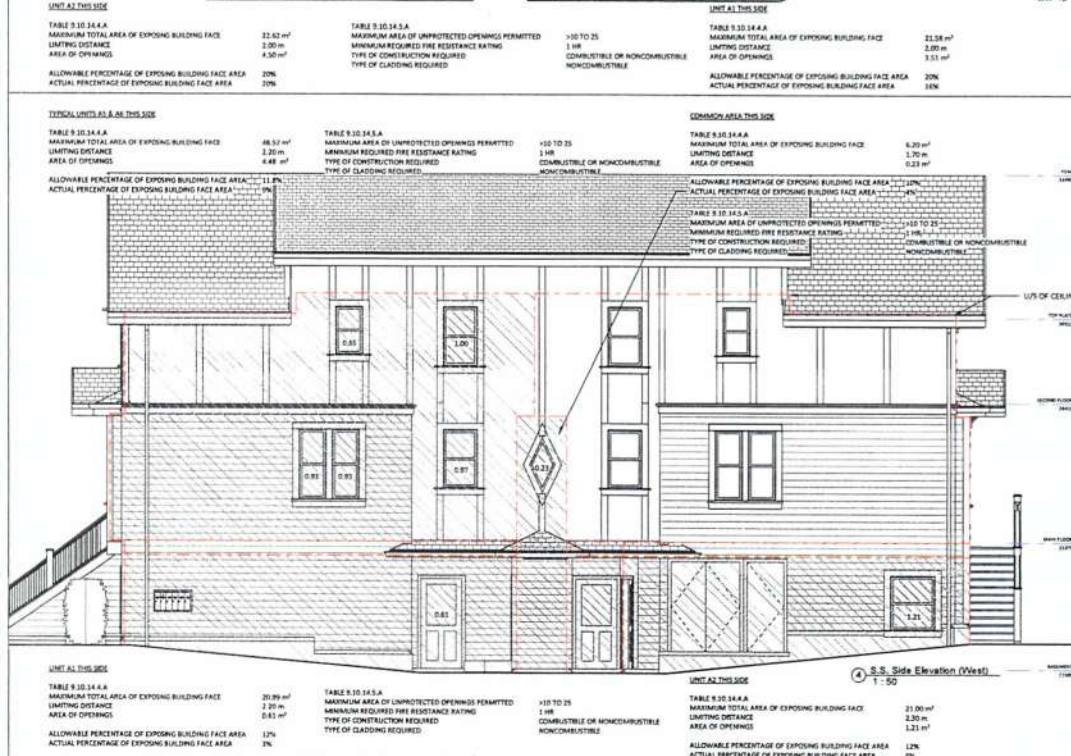 UNIT A2 THIS SIDE
TABLE 9.10.14.4.A
MAXIMUM TOTAL AREA OF EXPOSING BUILDING FACE 22.62 m²
LIMITING DISTANCE 2.00 m
AREA OF OPENINGS 4.50 m²
ALLOWABLE PERCENTAGE OF EXPOSING BUILDING FACE AREA 20%
ACTUAL PERCENTAGE OF EXPOSING BUILDING FACE AREA 20%
TABLE 9.10.14.5.A
MAXIMUM AREA OF UNPROTECTED OPENINGS PERMITTED >10 TO 25
MINIMUM REQUIRED FIRE RESISTANCE RATING 1 HR
TYPE OF CONSTRUCTION REQUIRED COMBUSTIBLE OR NONCOMBUSTIBLE
TYPE OF CLADDING REQUIRED NONCOMBUSTIBLE
UNIT A1 THIS SIDE
TABLE 9.10.14.4.A
MAXIMUM TOTAL AREA OF EXPOSING BUILDING FACE 21.58 m²
LIMITING DISTANCE 2.00 m
AREA OF OPENINGS 3.51 m²
ALLOWABLE PERCENTAGE OF EXPOSING BUILDING FACE AREA 20%
ACTUAL PERCENTAGE OF EXPOSING BUILDING FACE AREA 16%
TYPICAL UNITS A5 & A6 THIS SIDE
TABLE 9.10.14.4.A
MAXIMUM TOTAL AREA OF EXPOSING BUILDING FACE 48.52 m²
LIMITING DISTANCE 2.20 m
AREA OF OPENINGS 4.48 m²
ALLOWABLE PERCENTAGE OF EXPOSING BUILDING FACE AREA 11.8%
ACTUAL PERCENTAGE OF EXPOSING BUILDING FACE AREA 9%
TABLE 9.10.14.5.A
MAXIMUM AREA OF UNPROTECTED OPENINGS PERMITTED >10 TO 25
MINIMUM REQUIRED FIRE RESISTANCE RATING 1 HR
TYPE OF CONSTRUCTION REQUIRED COMBUSTIBLE OR NONCOMBUSTIBLE
TYPE OF CLADDING REQUIRED NONCOMBUSTIBLE
COMMON AREA THIS SIDE
TABLE 9.10.14.4.A
MAXIMUM TOTAL AREA OF EXPOSING BUILDING FACE 6.20 m²
LIMITING DISTANCE 1.70 m
AREA OF OPENINGS 0.23 m²
ALLOWABLE PERCENTAGE OF EXPOSING BUILDING FACE AREA 10%
ACTUAL PERCENTAGE OF EXPOSING BUILDING FACE AREA 4%
TABLE 9.10.14.5.A
MAXIMUM AREA OF UNPROTECTED OPENINGS PERMITTED >10 TO 25
MINIMUM REQUIRED FIRE RESISTANCE RATING 1 HR
TYPE OF CONSTRUCTION REQUIRED COMBUSTIBLE OR NONCOMBUSTIBLE
TYPE OF CLADDING REQUIRED NONCOMBUSTIBLE
U/S OF CEILIN
TOP PLAT
0.55
1.00
SECOND FLOOR
0.93 0.93
0.97
0.23
MAIN FLOOR
0.61
1.21
4 S.S. Side Elevation (West)
1 : 50
BASEMENT
UNIT A1 THIS SIDE
TABLE 9.10.14.4.A
MAXIMUM TOTAL AREA OF EXPOSING BUILDING FACE 20.99 m²
LIMITING DISTANCE 2.20 m
AREA OF OPENINGS 0.61 m²
ALLOWABLE PERCENTAGE OF EXPOSING BUILDING FACE AREA 12%
ACTUAL PERCENTAGE OF EXPOSING BUILDING FACE AREA 3%
TABLE 9.10.14.5.A
MAXIMUM AREA OF UNPROTECTED OPENINGS PERMITTED >10 TO 25
MINIMUM REQUIRED FIRE RESISTANCE RATING 1 HR
TYPE OF CONSTRUCTION REQUIRED COMBUSTIBLE OR NONCOMBUSTIBLE
TYPE OF CLADDING REQUIRED NONCOMBUSTIBLE
UNIT A2 THIS SIDE
TABLE 9.10.14.4.A
MAXIMUM TOTAL AREA OF EXPOSING BUILDING FACE 21.00 m²
LIMITING DISTANCE 2.30 m
AREA OF OPENINGS 1.21 m²
ALLOWABLE PERCENTAGE OF EXPOSING BUILDING FACE AREA 12%
ACTUAL PERCENTAGE OF EXPOSING BUILDING FACE AREA